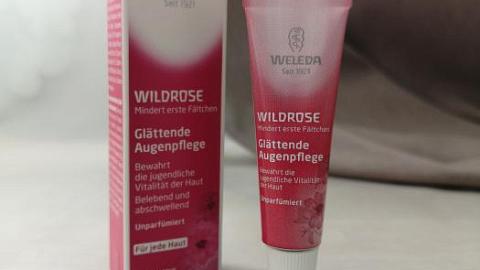 Seit 1921
WILDROSE
Mindert erste Fältchen
Glättende
Augenpflege
Bewahrt
die jugendliche
Vitalität der Haut
Belebend und
abschwellend
Unparfümiert
Für jede Haut
WELEDA
Seit 1921
WILDROSE
Mindert erste Fältchen
Glättende
Augenpflege
Bewahrt die
jugendliche Vitalität
der Haut
Unparfümiert